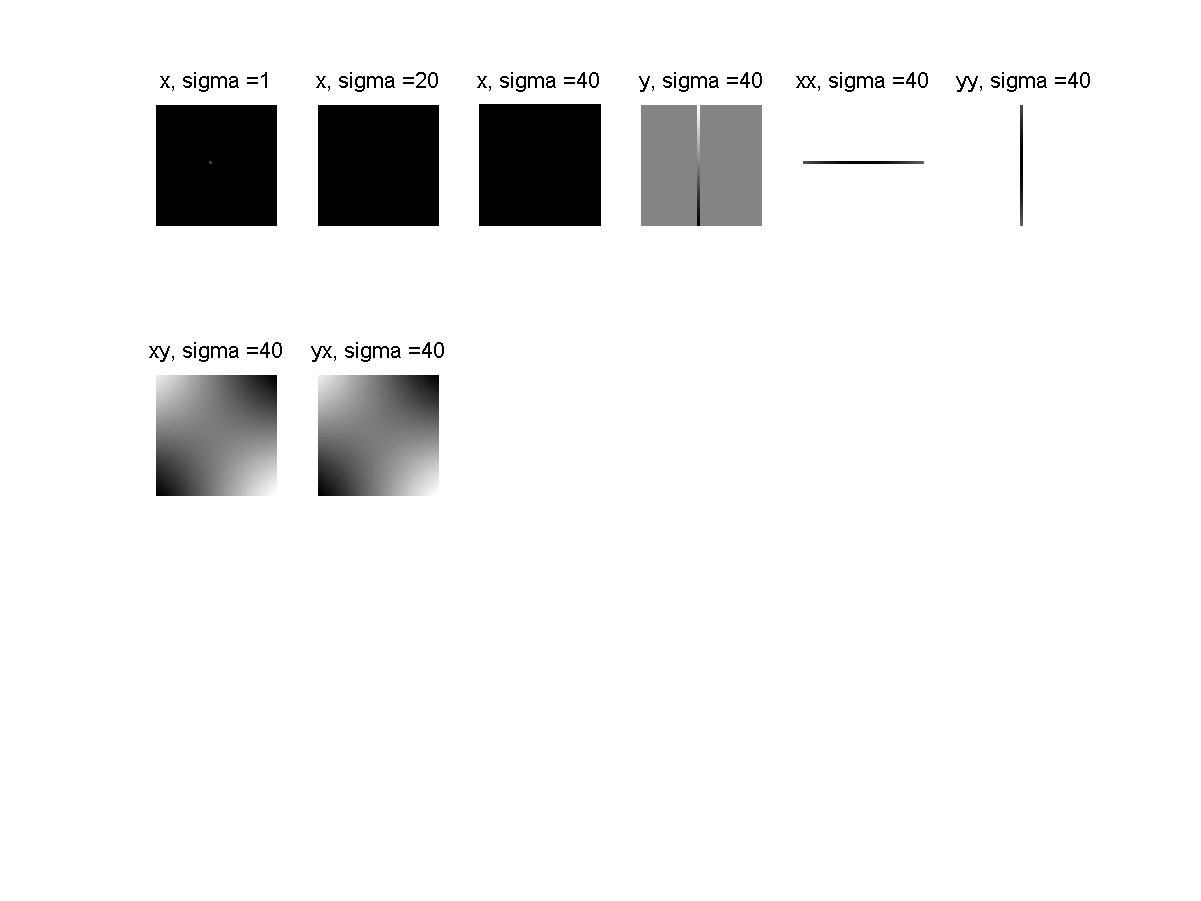 x, sigma =1
x, sigma =20
x, sigma =40
y, sigma =40
xx, sigma =40
yy, sigma =40
xy, sigma =40
yx, sigma =40